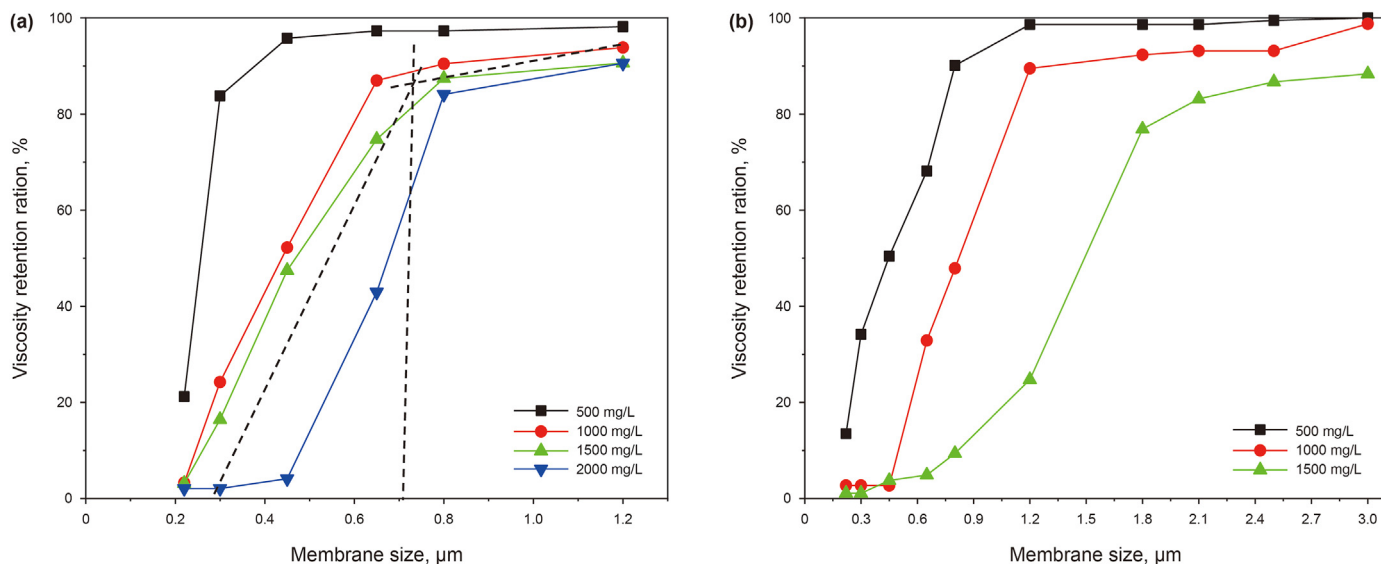 (a)
Viscosity retention ration, %
100
80
60
40
20
0
0 0.2 0.4 0.6 0.8 1.0 1.2
Membrane size, μm
500 mg/L
1000 mg/L
1500 mg/L
2000 mg/L
(b)
Viscosity retention ration, %
100
80
60
40
20
0
0 0.3 0.6 0.9 1.2 1.5 1.8 2.1 2.4 2.7 3.0
Membrane size, μm
500 mg/L
1000 mg/L
1500 mg/L